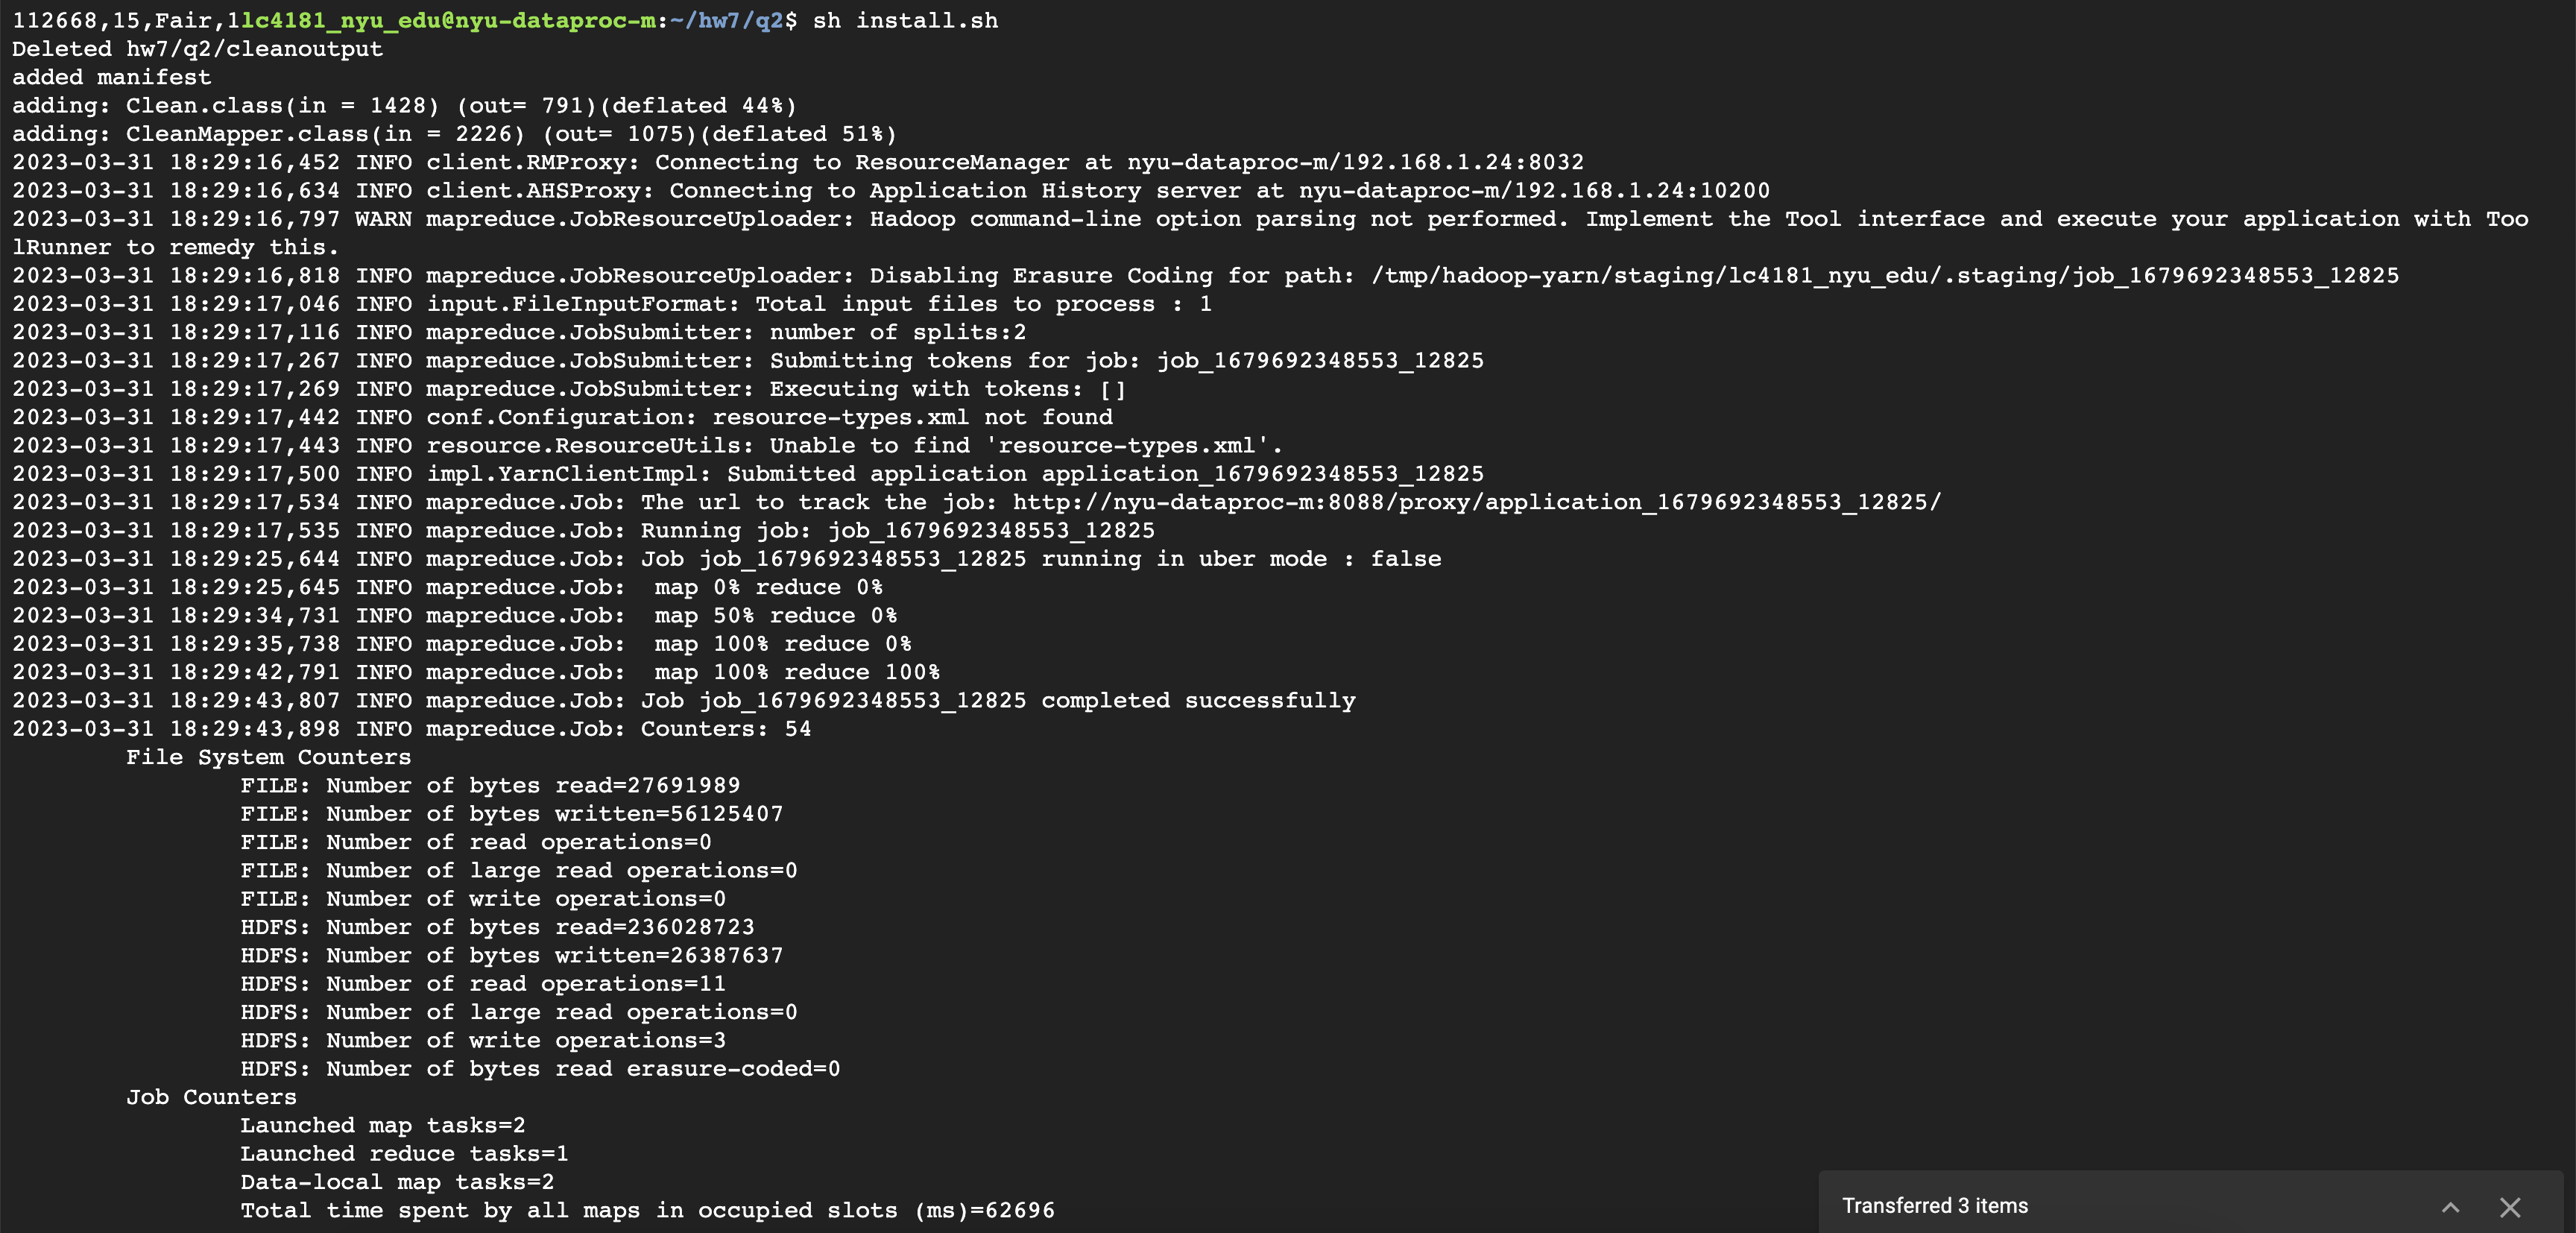 112668,15,Fair,1lc4181_nyu_edu@nyu-dataproc-m:~/hw7/q2$ sh install.sh
Deleted hw7/q2/cleanoutput
added manifest
adding: Clean.class(in = 1428) (out= 791)(deflated 44%)
adding: CleanMapper.class(in = 2226) (out= 1075)(deflated 51%)
2023-03-31 18:29:16,452 INFO client.RMProxy: Connecting to ResourceManager at nyu-dataproc-m/192.168.1.24:8032
2023-03-31 18:29:16,634 INFO client.AHSProxy: Connecting to Application History server at nyu-dataproc-m/192.168.1.24:10200
2023-03-31 18:29:16,797 WARN mapreduce.JobResourceUploader: Hadoop command-line option parsing not performed. Implement the Tool interface and execute your application with Too
lRunner to remedy this.
2023-03-31 18:29:16,818 INFO mapreduce.JobResourceUploader: Disabling Erasure Coding for path: /tmp/hadoop-yarn/staging/lc4181_nyu_edu/.staging/job_1679692348553_12825
2023-03-31 18:29:17,046 INFO input.FileInputFormat: Total input files to process : 1
2023-03-31 18:29:17,116 INFO mapreduce.JobSubmitter: number of splits:2
2023-03-31 18:29:17,267 INFO mapreduce.JobSubmitter: Submitting tokens for job: job_1679692348553_12825
2023-03-31 18:29:17,269 INFO mapreduce.JobSubmitter: Executing with tokens: []
2023-03-31 18:29:17,442 INFO conf.Configuration: resource-types.xml not found
2023-03-31 18:29:17,443 INFO resource.ResourceUtils: Unable to find 'resource-types.xml'.
2023-03-31 18:29:17,500 INFO impl.YarnClientImpl: Submitted application application_1679692348553_12825
2023-03-31 18:29:17,534 INFO mapreduce.Job: The url to track the job: http://nyu-dataproc-m:8088/proxy/application_1679692348553_12825/
2023-03-31 18:29:17,535 INFO mapreduce.Job: Running job: job_1679692348553_12825
2023-03-31 18:29:25,644 INFO mapreduce.Job: Job job_1679692348553_12825 running in uber mode : false
2023-03-31 18:29:25,645 INFO mapreduce.Job:  map 0% reduce 0%
2023-03-31 18:29:34,731 INFO mapreduce.Job:  map 50% reduce 0%
2023-03-31 18:29:35,738 INFO mapreduce.Job:  map 100% reduce 0%
2023-03-31 18:29:42,791 INFO mapreduce.Job:  map 100% reduce 100%
2023-03-31 18:29:43,807 INFO mapreduce.Job: Job job_1679692348553_12825 completed successfully
2023-03-31 18:29:43,898 INFO mapreduce.Job: Counters: 54
File System Counters
FILE: Number of bytes read=27691989
FILE: Number of bytes written=56125407
FILE: Number of read operations=0
FILE: Number of large read operations=0
FILE: Number of write operations=0
HDFS: Number of bytes read=236028723
HDFS: Number of bytes written=26387637
HDFS: Number of read operations=11
HDFS: Number of large read operations=0
HDFS: Number of write operations=3
HDFS: Number of bytes read erasure-coded=0
Job Counters
Launched map tasks=2
Launched reduce tasks=1
Data-local map tasks=2
Total time spent by all maps in occupied slots (ms)=62696
Transferred 3 items